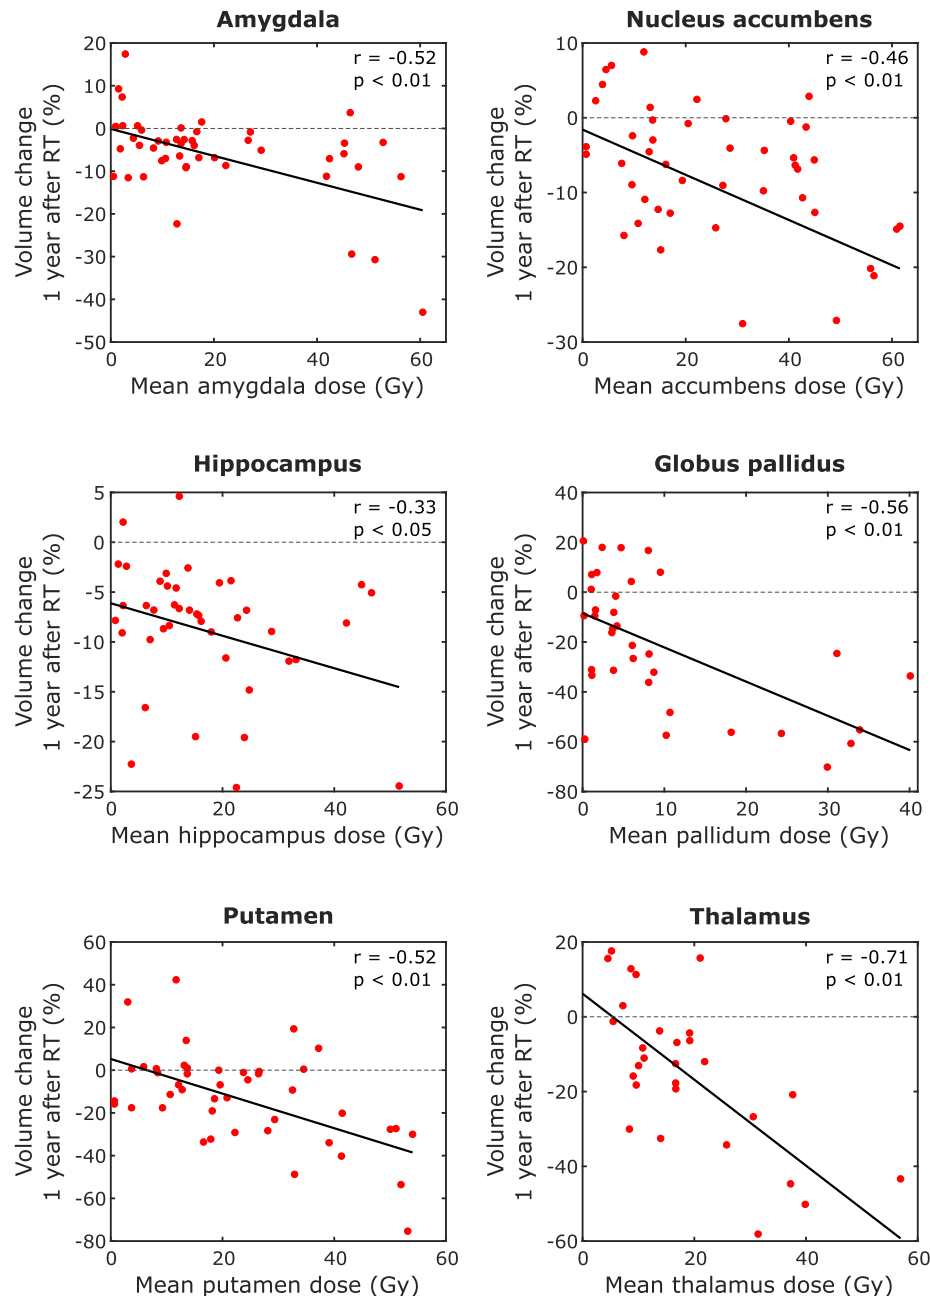 Amygdala
r = -0.52
p < 0.01
Volume change
1 year after RT (%)
20
10
0
-10
-20
-30
-40
-50
0
20
40
60
Mean amygdala dose (Gy)
Nucleus accumbens
r = -0.46
p < 0.01
Volume change
1 year after RT (%)
10
0
-10
-20
-30
0
20
40
60
Mean accumbens dose (Gy)
Hippocampus
r = -0.33
p < 0.05
Volume change
1 year after RT (%)
5
0
-5
-10
-15
-20
-25
0
20
40
60
Mean hippocampus dose (Gy)
Globus pallidus
r = -0.56
p < 0.01
Volume change
1 year after RT (%)
40
20
0
-20
-40
-60
-80
0
10
20
30
40
Mean pallidum dose (Gy)
Putamen
r = -0.52
p < 0.01
Volume change
1 year after RT (%)
60
40
20
0
-20
-40
-60
-80
0
20
40
60
Mean putamen dose (Gy)
Thalamus
r = -0.71
p < 0.01
Volume change
1 year after RT (%)
20
0
-20
-40
-60
0
20
40
60
Mean thalamus dose (Gy)